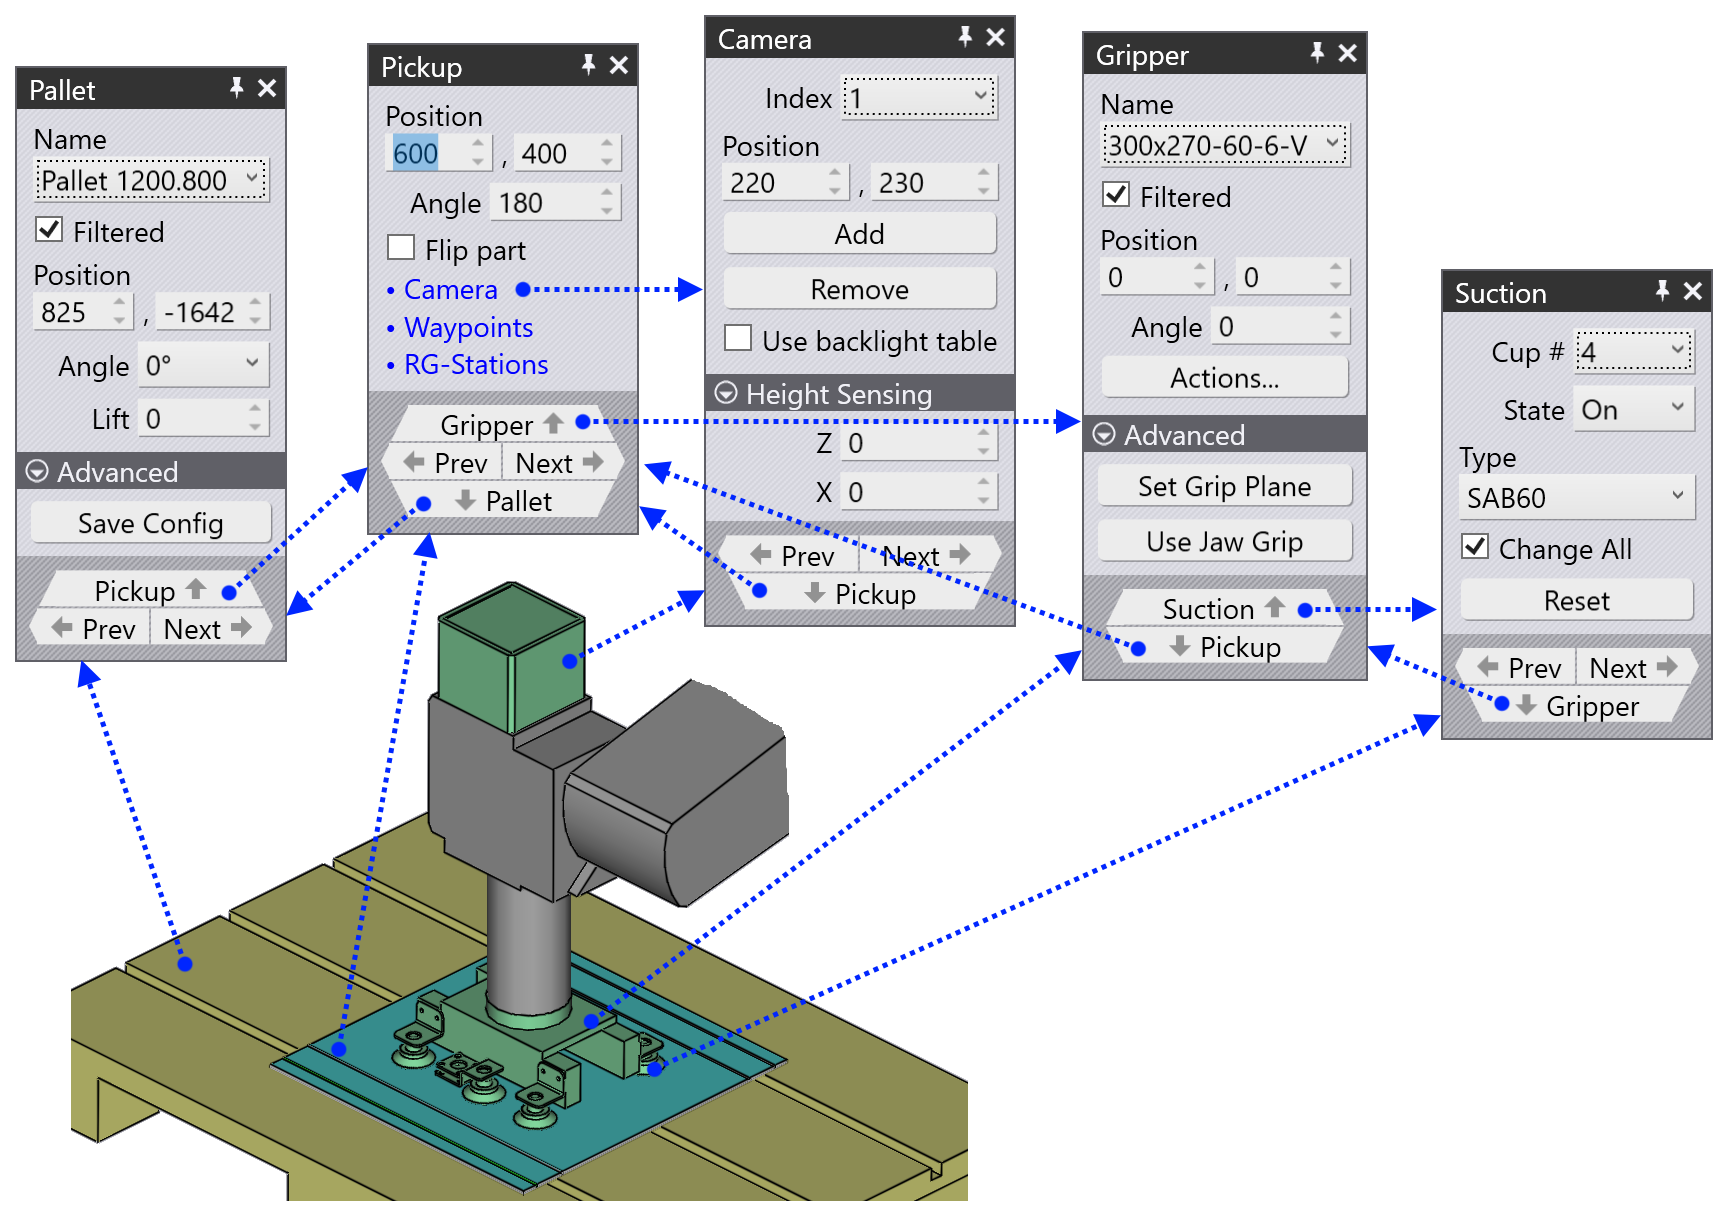 Pallet
Name
Pallet 1200.800
Filtered
Position
825 , -1642
Angle 0°
Lift 0
Advanced
Save Config
Pickup
Prev Next
Pickup
Position
600 , 400
Angle 180
Flip part
• Camera
• Waypoints
• RG-Stations
Gripper
Prev Next
Pallet
Camera
Index 1
Position
220 , 230
Add
Remove
Use backlight table
Height Sensing
Z 0
X 0
Prev Next
Pickup
Gripper
Name
300x270-60-6-V
Filtered
Position
0 , 0
Angle 0
Actions...
Advanced
Set Grip Plane
Use Jaw Grip
Suction
Pickup
Suction
Cup # 4
State On
Type
SAB60
Change All
Reset
Prev Next
Gripper